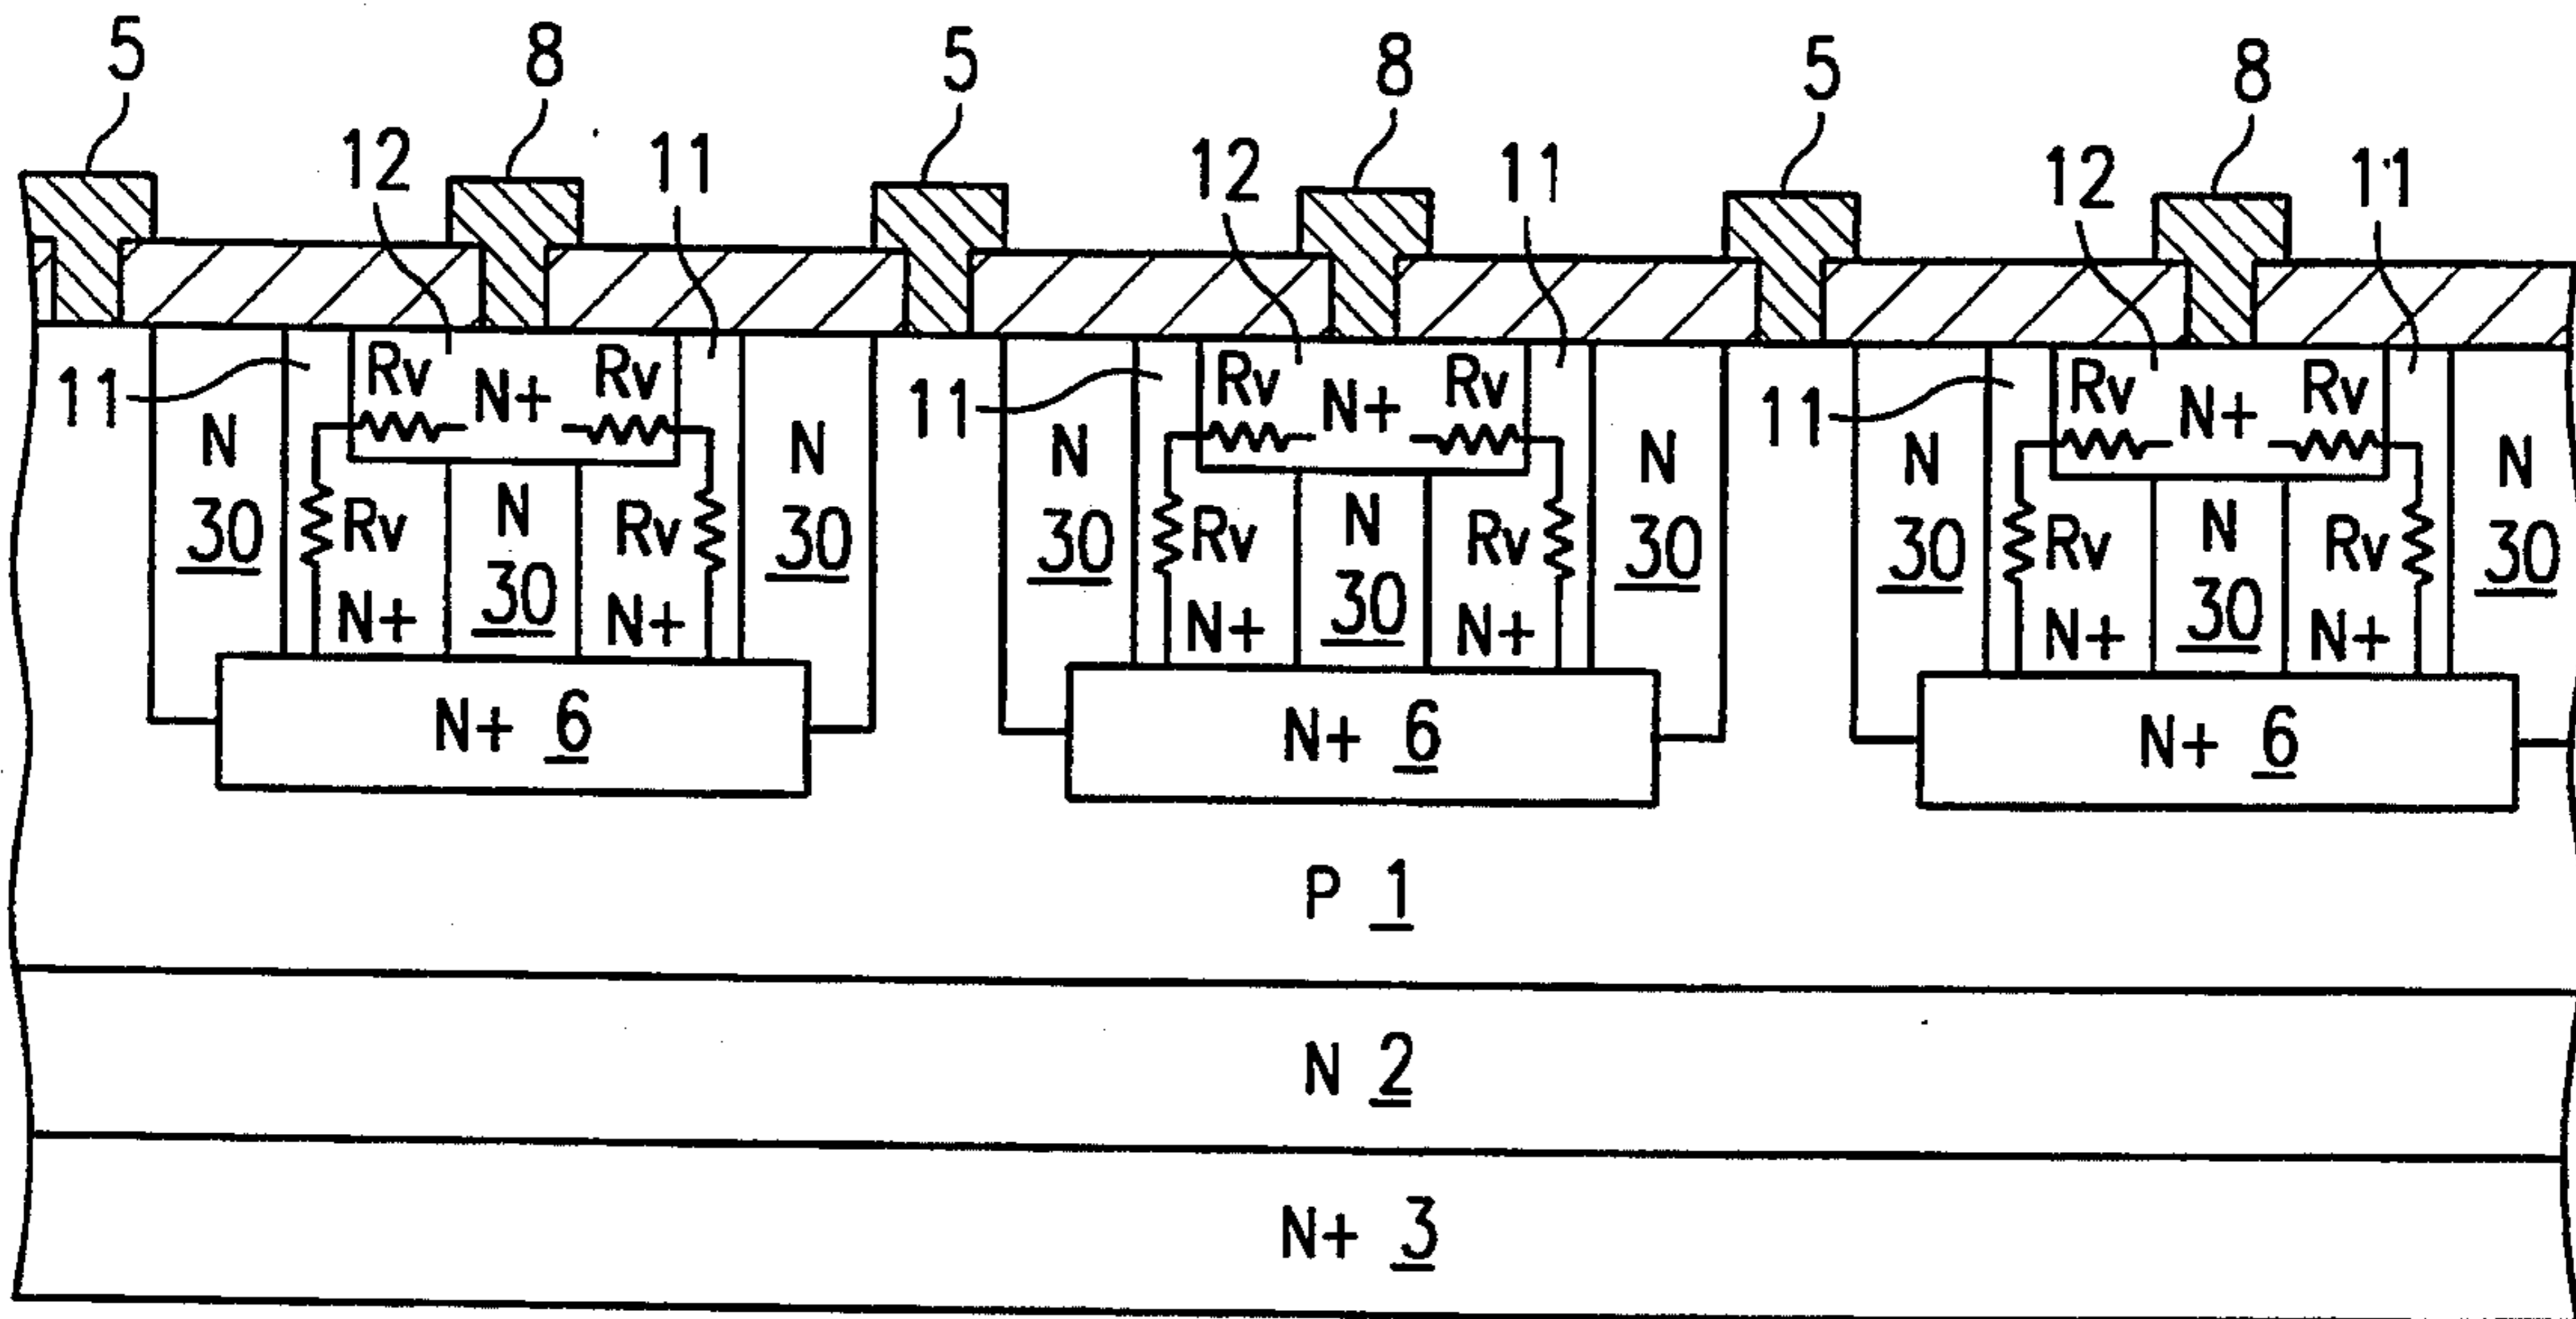 5 8 5 8 5 8
12 11 12 11 12 11
Rv N+ Rv Rv N+ Rv Rv N+ Rv
11 11 11
N N N N N N
30 Rv N Rv 30 30 Rv N Rv 30 30 Rv N Rv 30
30 30 30
N+ N+ N+ N+ N+ N+
N+ 6 N+ 6 N+ 6
P 1
N 2
N+ 3